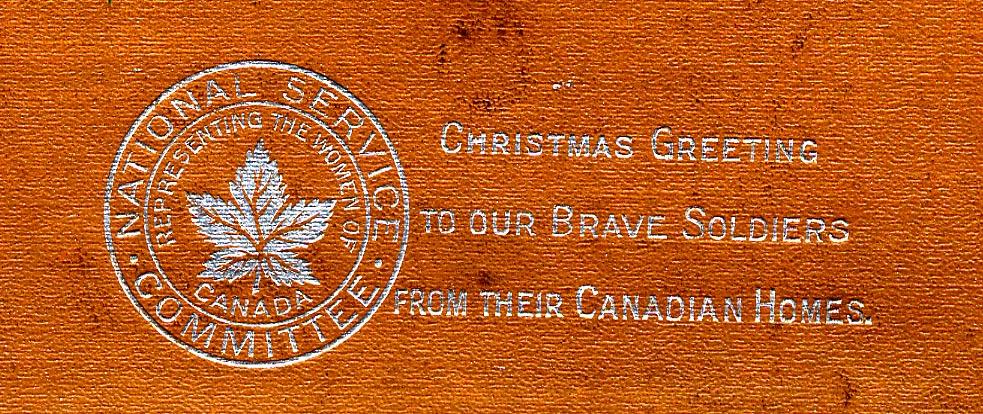 NATIONAL SERVICE
· COMMITTEE ·
REPRESENTING THE WOMEN OF
CANADA
CHRISTMAS GREETING
TO OUR BRAVE SOLDIERS
FROM THEIR CANADIAN HOMES.